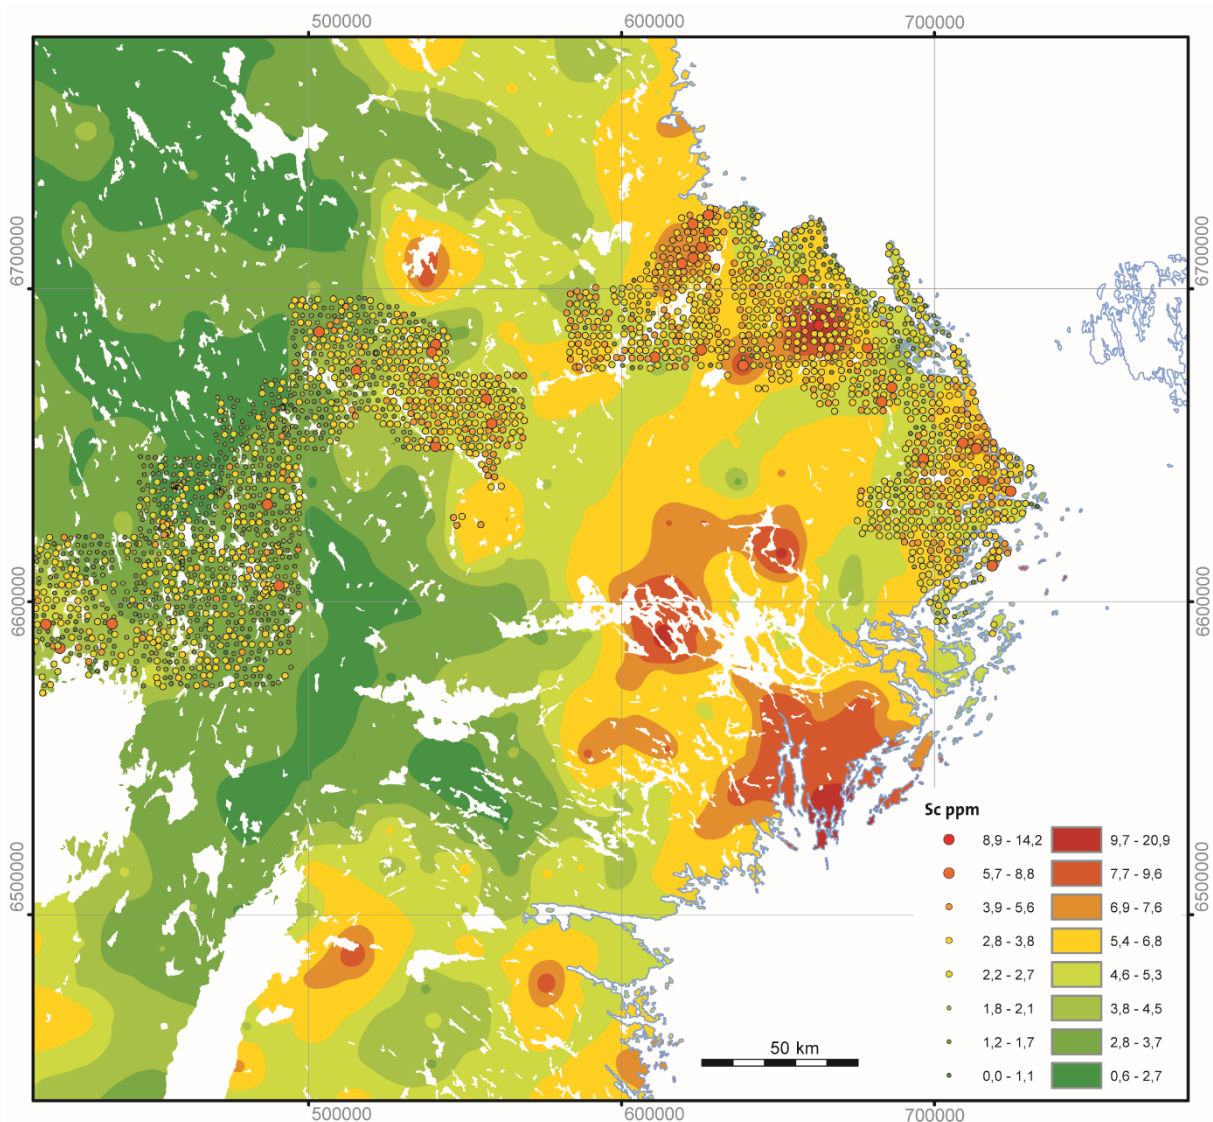 500000 600000 700000
6700000 6700000
6600000 6600000
6500000 6500000
Sc ppm
8,9 - 14,2 9,7 - 20,9
5,7 - 8,8 7,7 - 9,6
3,9 - 5,6 6,9 - 7,6
2,8 - 3,8 5,4 - 6,8
2,2 - 2,7 4,6 - 5,3
1,8 - 2,1 3,8 - 4,5
1,2 - 1,7 2,8 - 3,7
0,0 - 1,1 0,6 - 2,7
50 km
500000 600000 700000